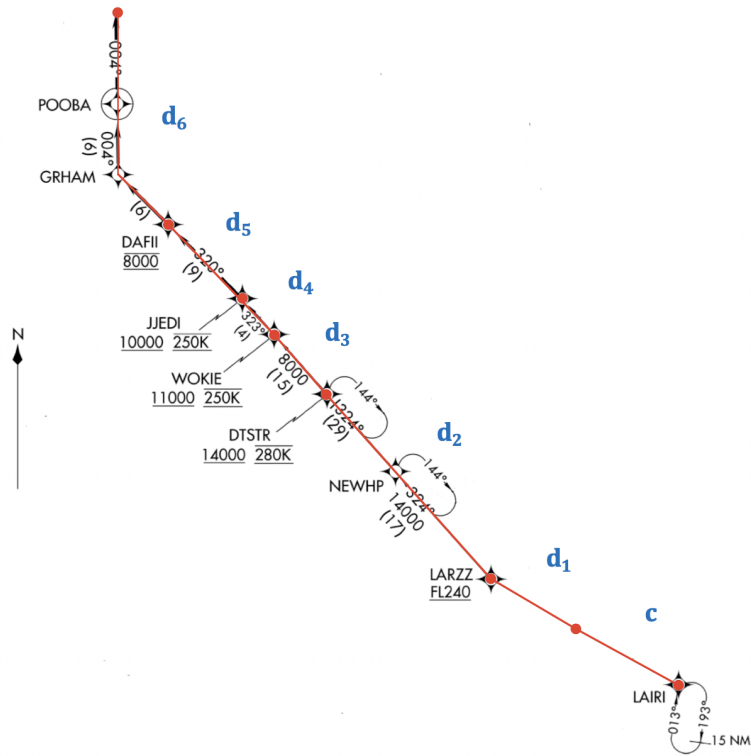 004°
POOBA
d₆
004°
(6)
GRHAM
(6)
DAFII
8000
d₅
320°
(9)
d₄
JJEDI
10000 250K
323°
(4)
d₃
N
WOKIE
11000 250K
8000
(15)
144°
DTSTR
14000 280K
324°
(29)
d₂
144°
NEWHP
324°
14000
(17)
LARZZ
FL240
d₁
c
LAIRI
013°
193°
15 NM